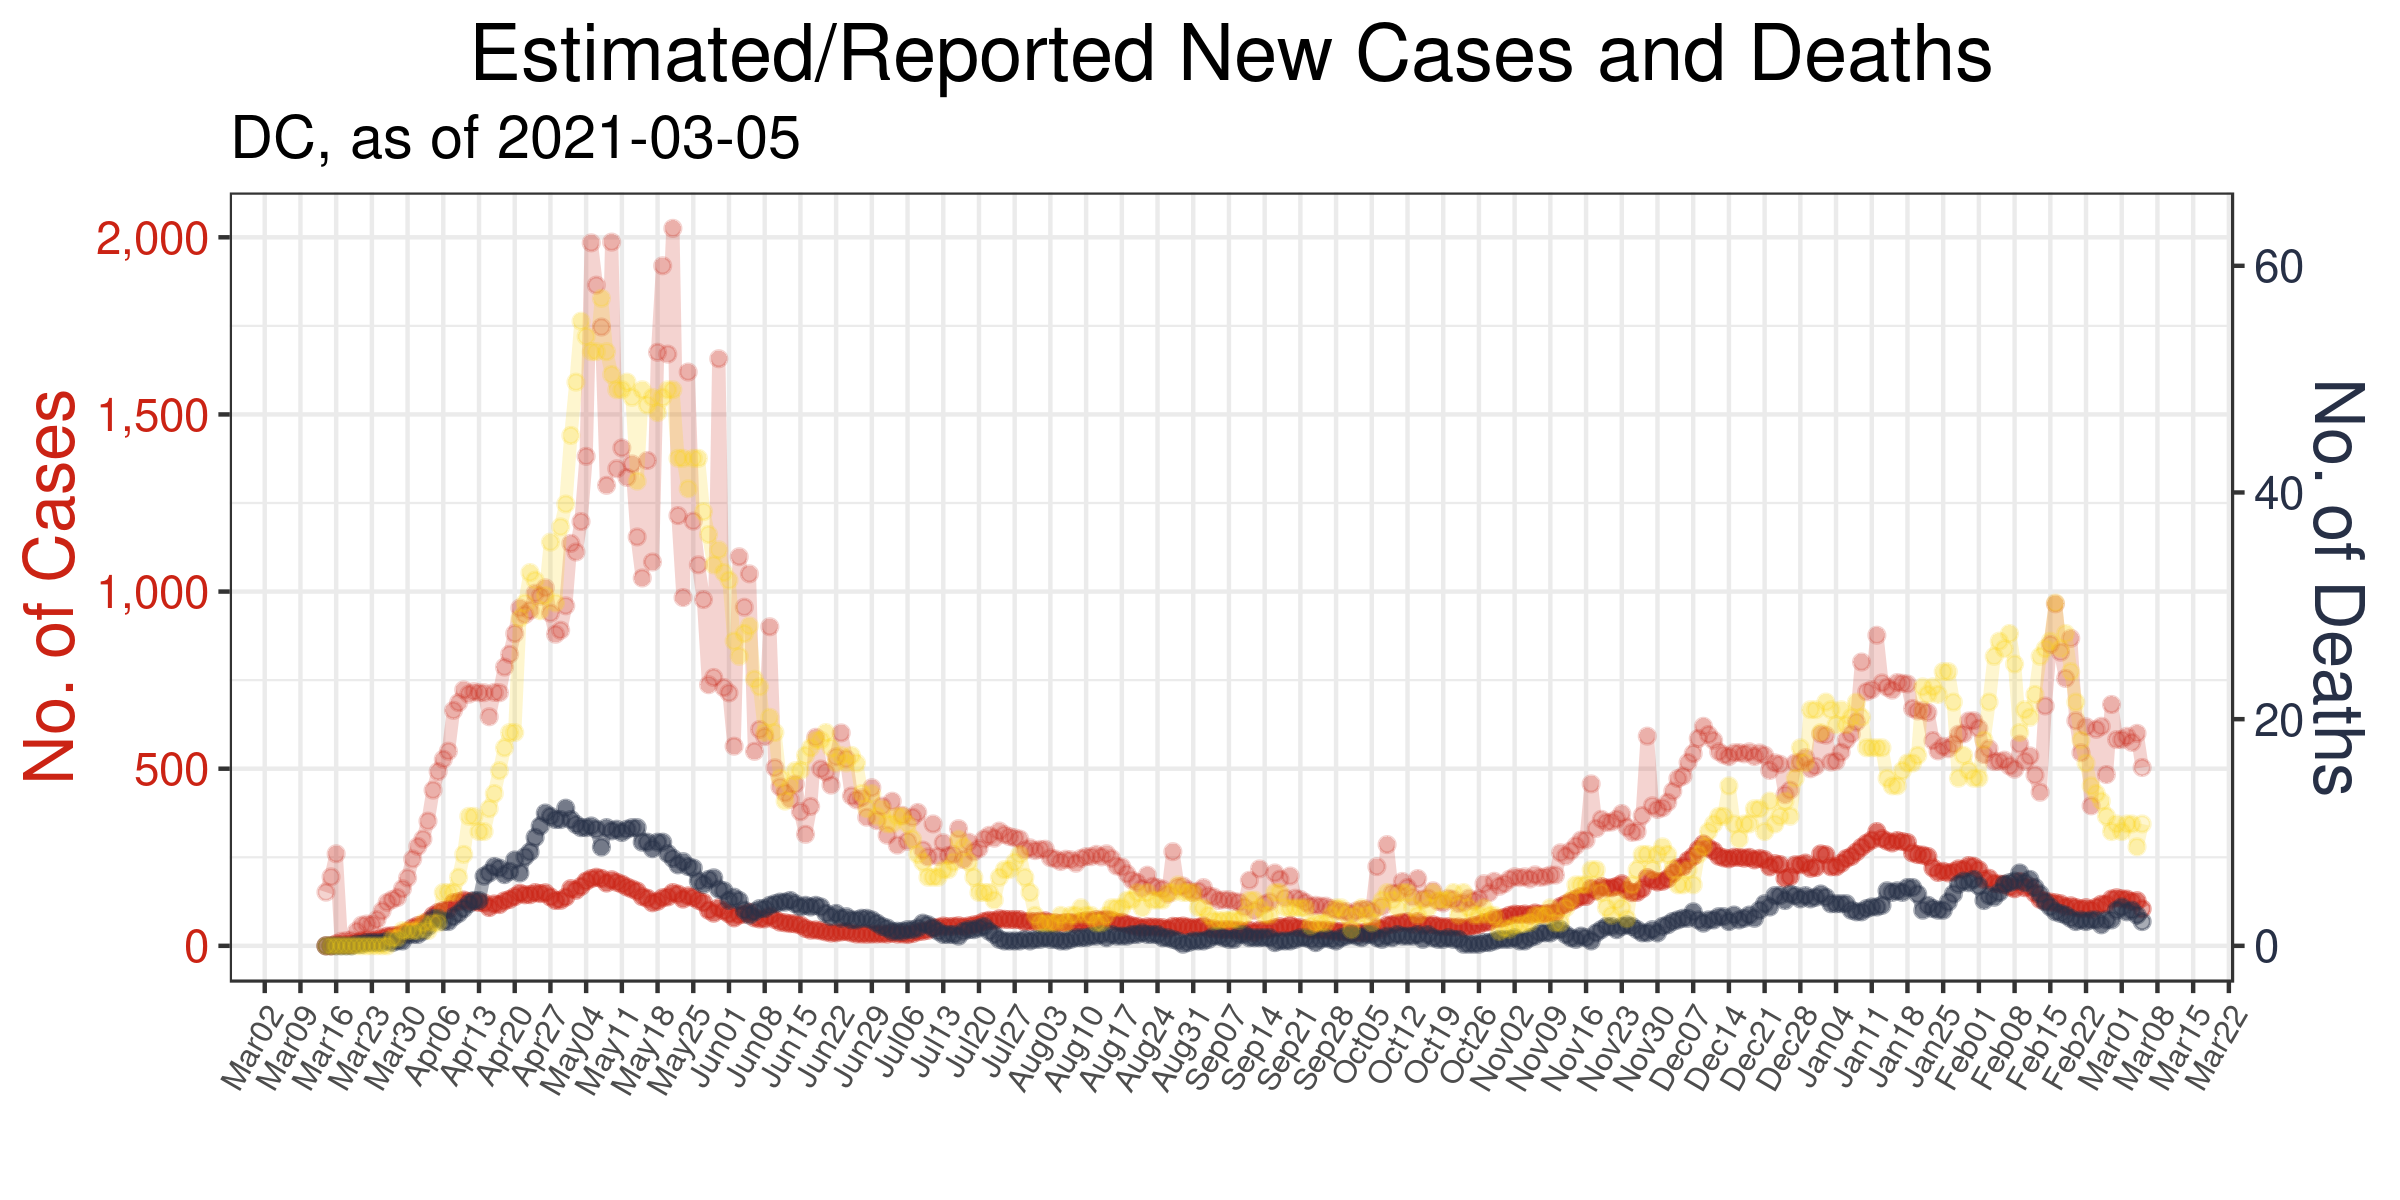 Estimated/Reported New Cases and Deaths
DC, as of 2021-03-05
No. of Cases
2,000
1,500
1,000
500
0
60
40
20
0
No. of Deaths
Mar02
Mar09
Mar16
Mar23
Mar30
Apr06
Apr13
Apr20
Apr27
May04
May11
May18
May25
Jun01
Jun08
Jun15
Jun22
Jun29
Jul06
Jul13
Jul20
Jul27
Aug03
Aug10
Aug17
Aug24
Aug31
Sep07
Sep14
Sep21
Sep28
Oct05
Oct12
Oct19
Oct26
Nov02
Nov09
Nov16
Nov23
Nov30
Dec07
Dec14
Dec21
Dec28
Jan04
Jan11
Jan18
Jan25
Feb01
Feb08
Feb15
Feb22
Mar01
Mar08
Mar15
Mar22